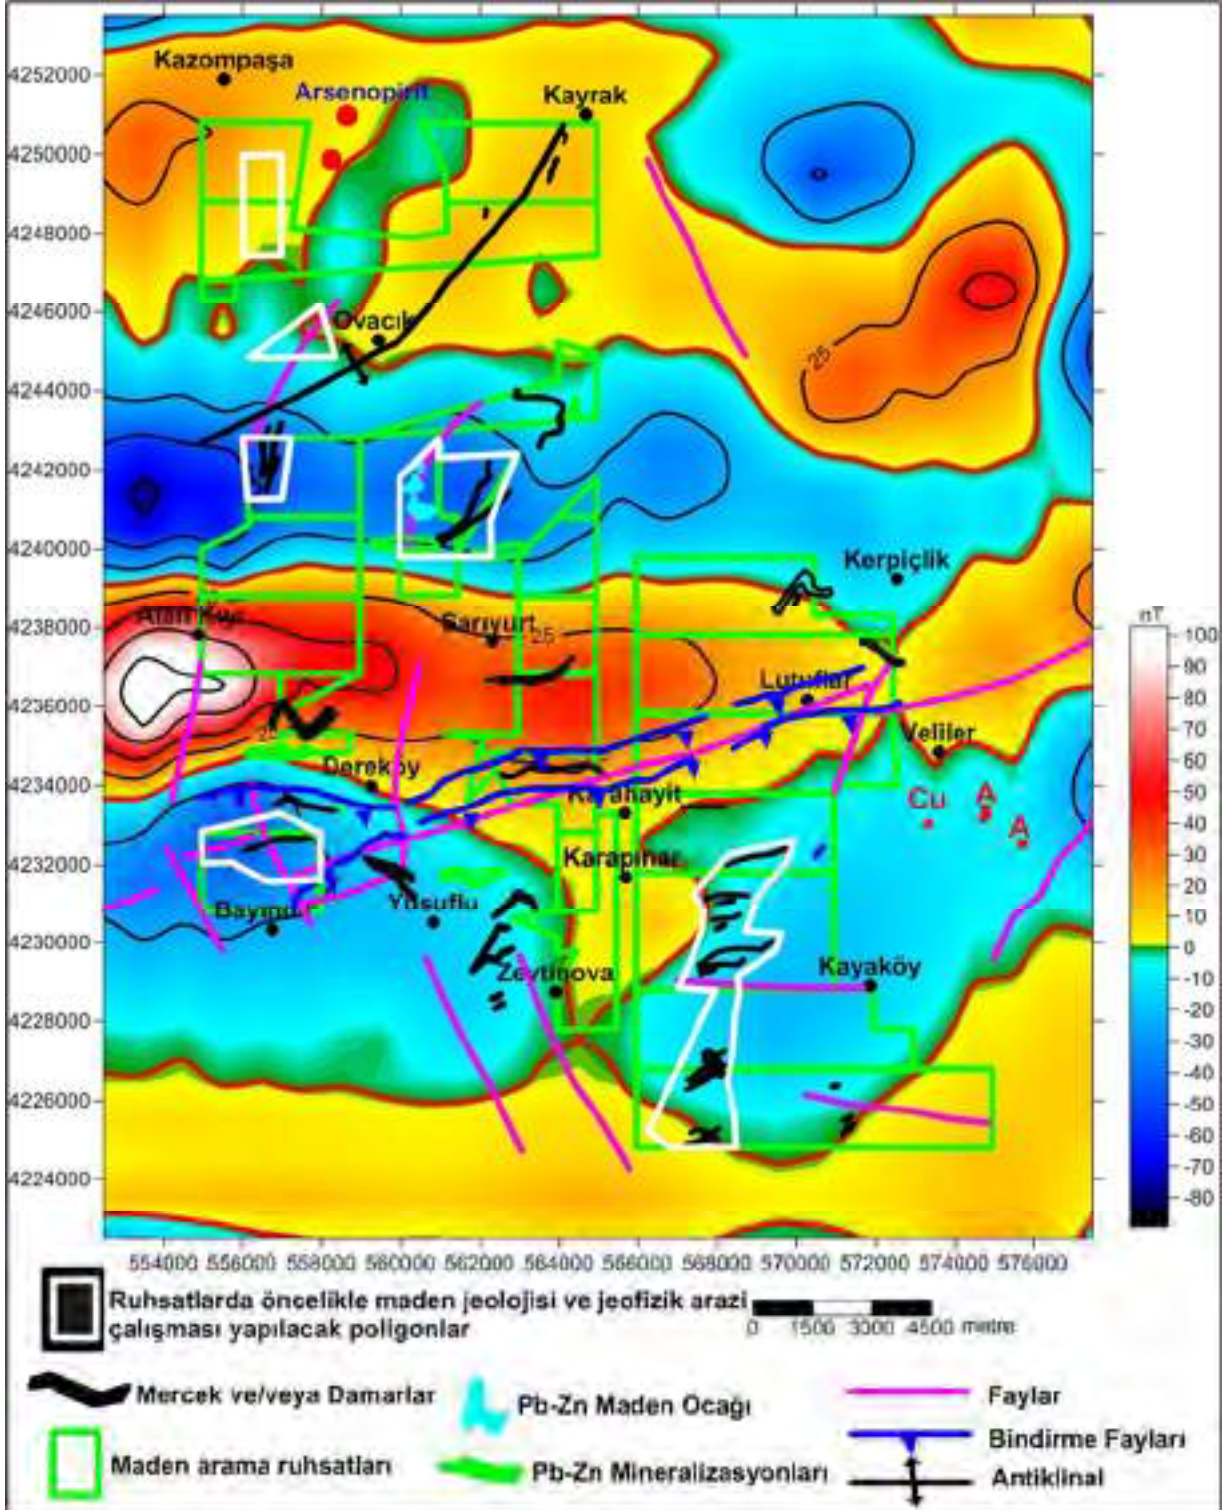 Kazompaşa
Arsenopirit
Kayrak
Ovacık
25
Kerpiçlik
Sarıyurt
25
Lutuflar
Veliler
25
Dereköy
Karahayit
Cu
A
A
Karapınar
Yusuflu
Zeytinova
Kayaköy
4252000
4250000
4248000
4246000
4244000
4242000
4240000
4238000
4236000
4234000
4232000
4230000
4228000
4226000
4224000
554000 556000 558000 560000 562000 564000 566000 568000 570000 572000 574000 576000
nT
100
90
80
70
60
50
40
30
20
10
0
-10
-20
-30
-40
-50
-60
-70
-80
Ruhsatlarda öncelikle maden jeolojisi ve jeofizik arazi
çalışması yapılacak poligonlar
0 1500 3000 4500 metre
Mercek ve/veya Damarlar
Pb-Zn Maden Ocağı
Faylar
Bindirme Fayları
Maden arama ruhsatları
Pb-Zn Mineralizasyonları
Antiklinal